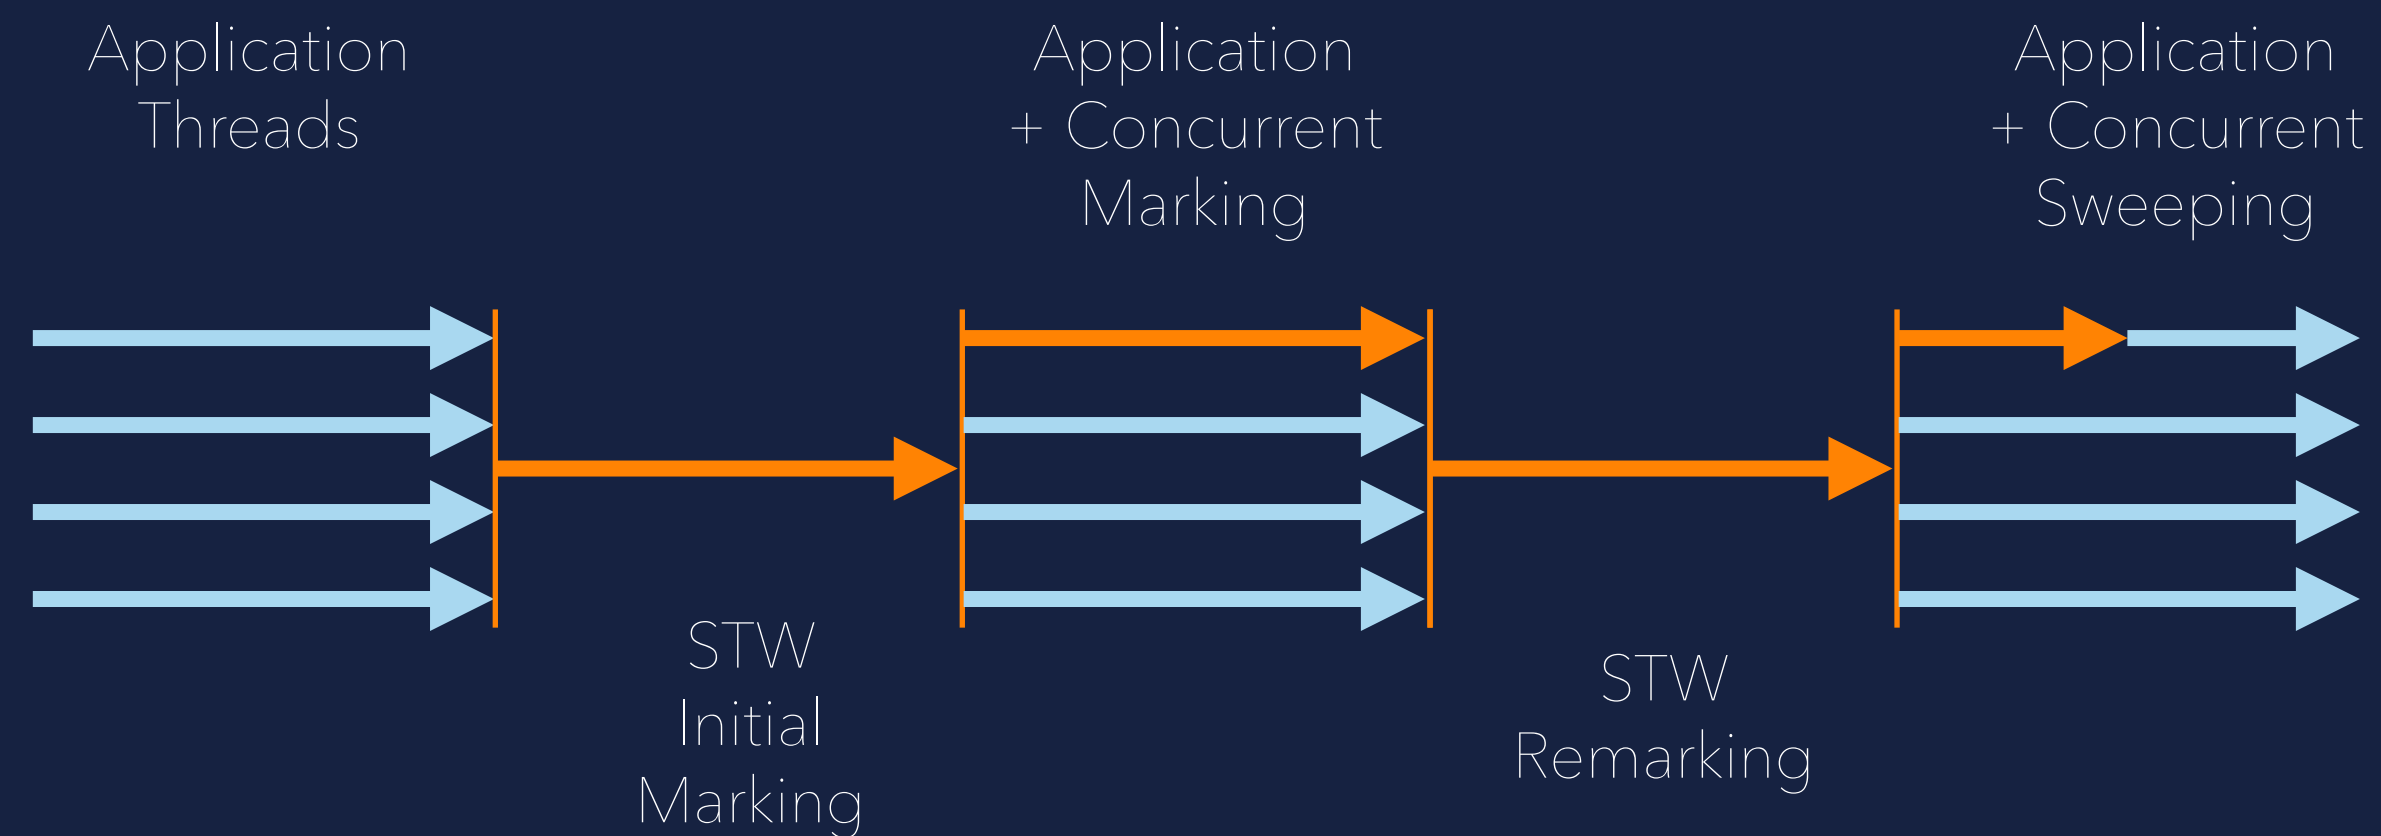 Application
Threads
Application
+ Concurrent
Marking
Application
+ Concurrent
Sweeping
STW
Initial
Marking
STW
Remarking